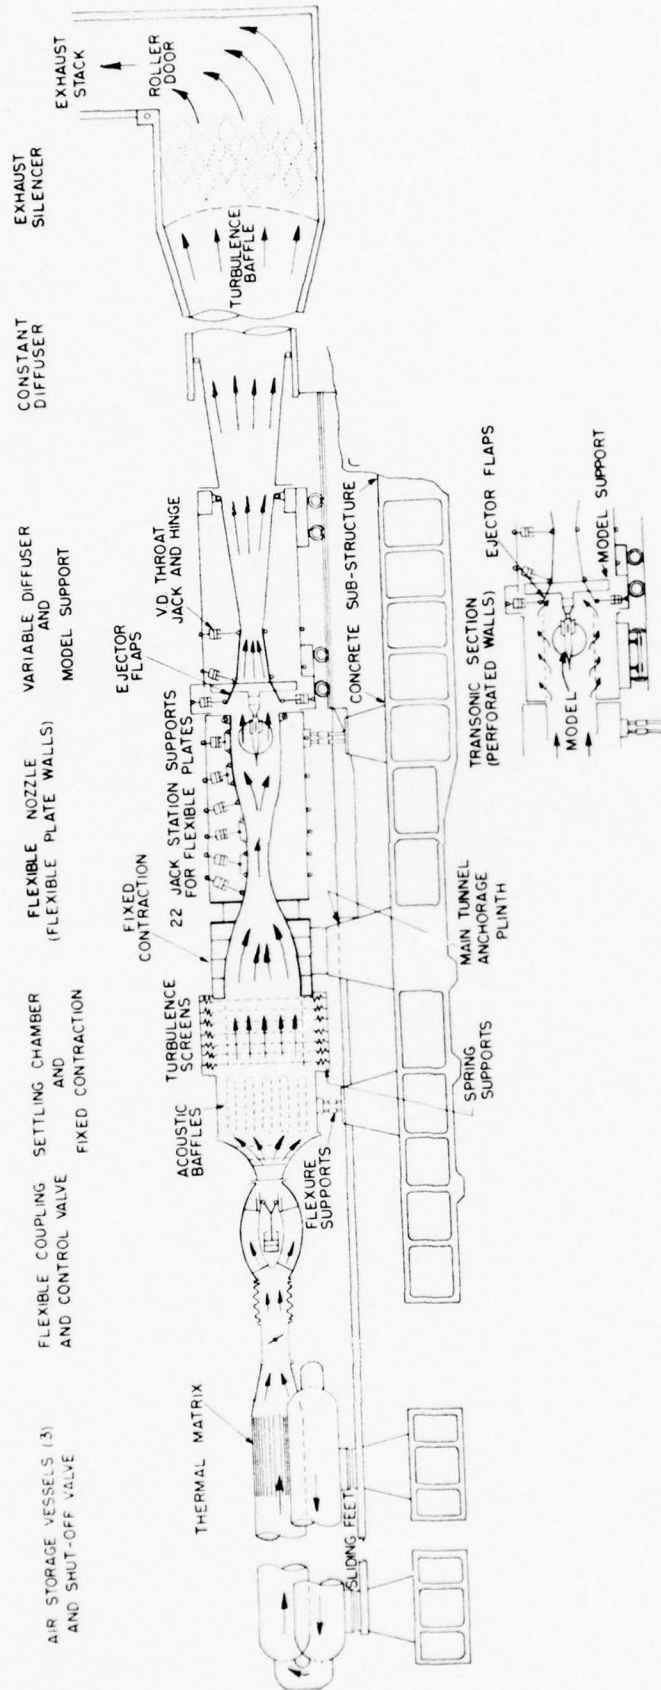 AIR STORAGE VESSELS (3)
AND SHUT-OFF VALVE
FLEXIBLE COUPLING
AND CONTROL VALVE
SETTLING CHAMBER
AND
FIXED CONTRACTION
FLEXIBLE NOZZLE
(FLEXIBLE PLATE WALLS)
VARIABLE DIFFUSER
AND
MODEL SUPPORT
CONSTANT
DIFFUSER
EXHAUST
SILENCER
EXHAUST
STACK
ROLLER
DOOR
THERMAL MATRIX
ACOUSTIC
BAFFLES
TURBULENCE
SCREENS
FIXED
CONTRACTION
22 JACK STATION SUPPORTS
FOR FLEXIBLE PLATES
EJECTOR
FLAPS
V.D. THROAT
JACK AND HINGE
TURBULENCE
BAFFLE
SLIDING FEET
FLEXURE
SUPPORTS
SPRING
SUPPORTS
MAIN TUNNEL
ANCHORAGE
PLINTH
CONCRETE SUB-STRUCTURE
TRANSONIC SECTION
(PERFORATED WALLS)
MODEL
EJECTOR FLAPS
MODEL SUPPORT